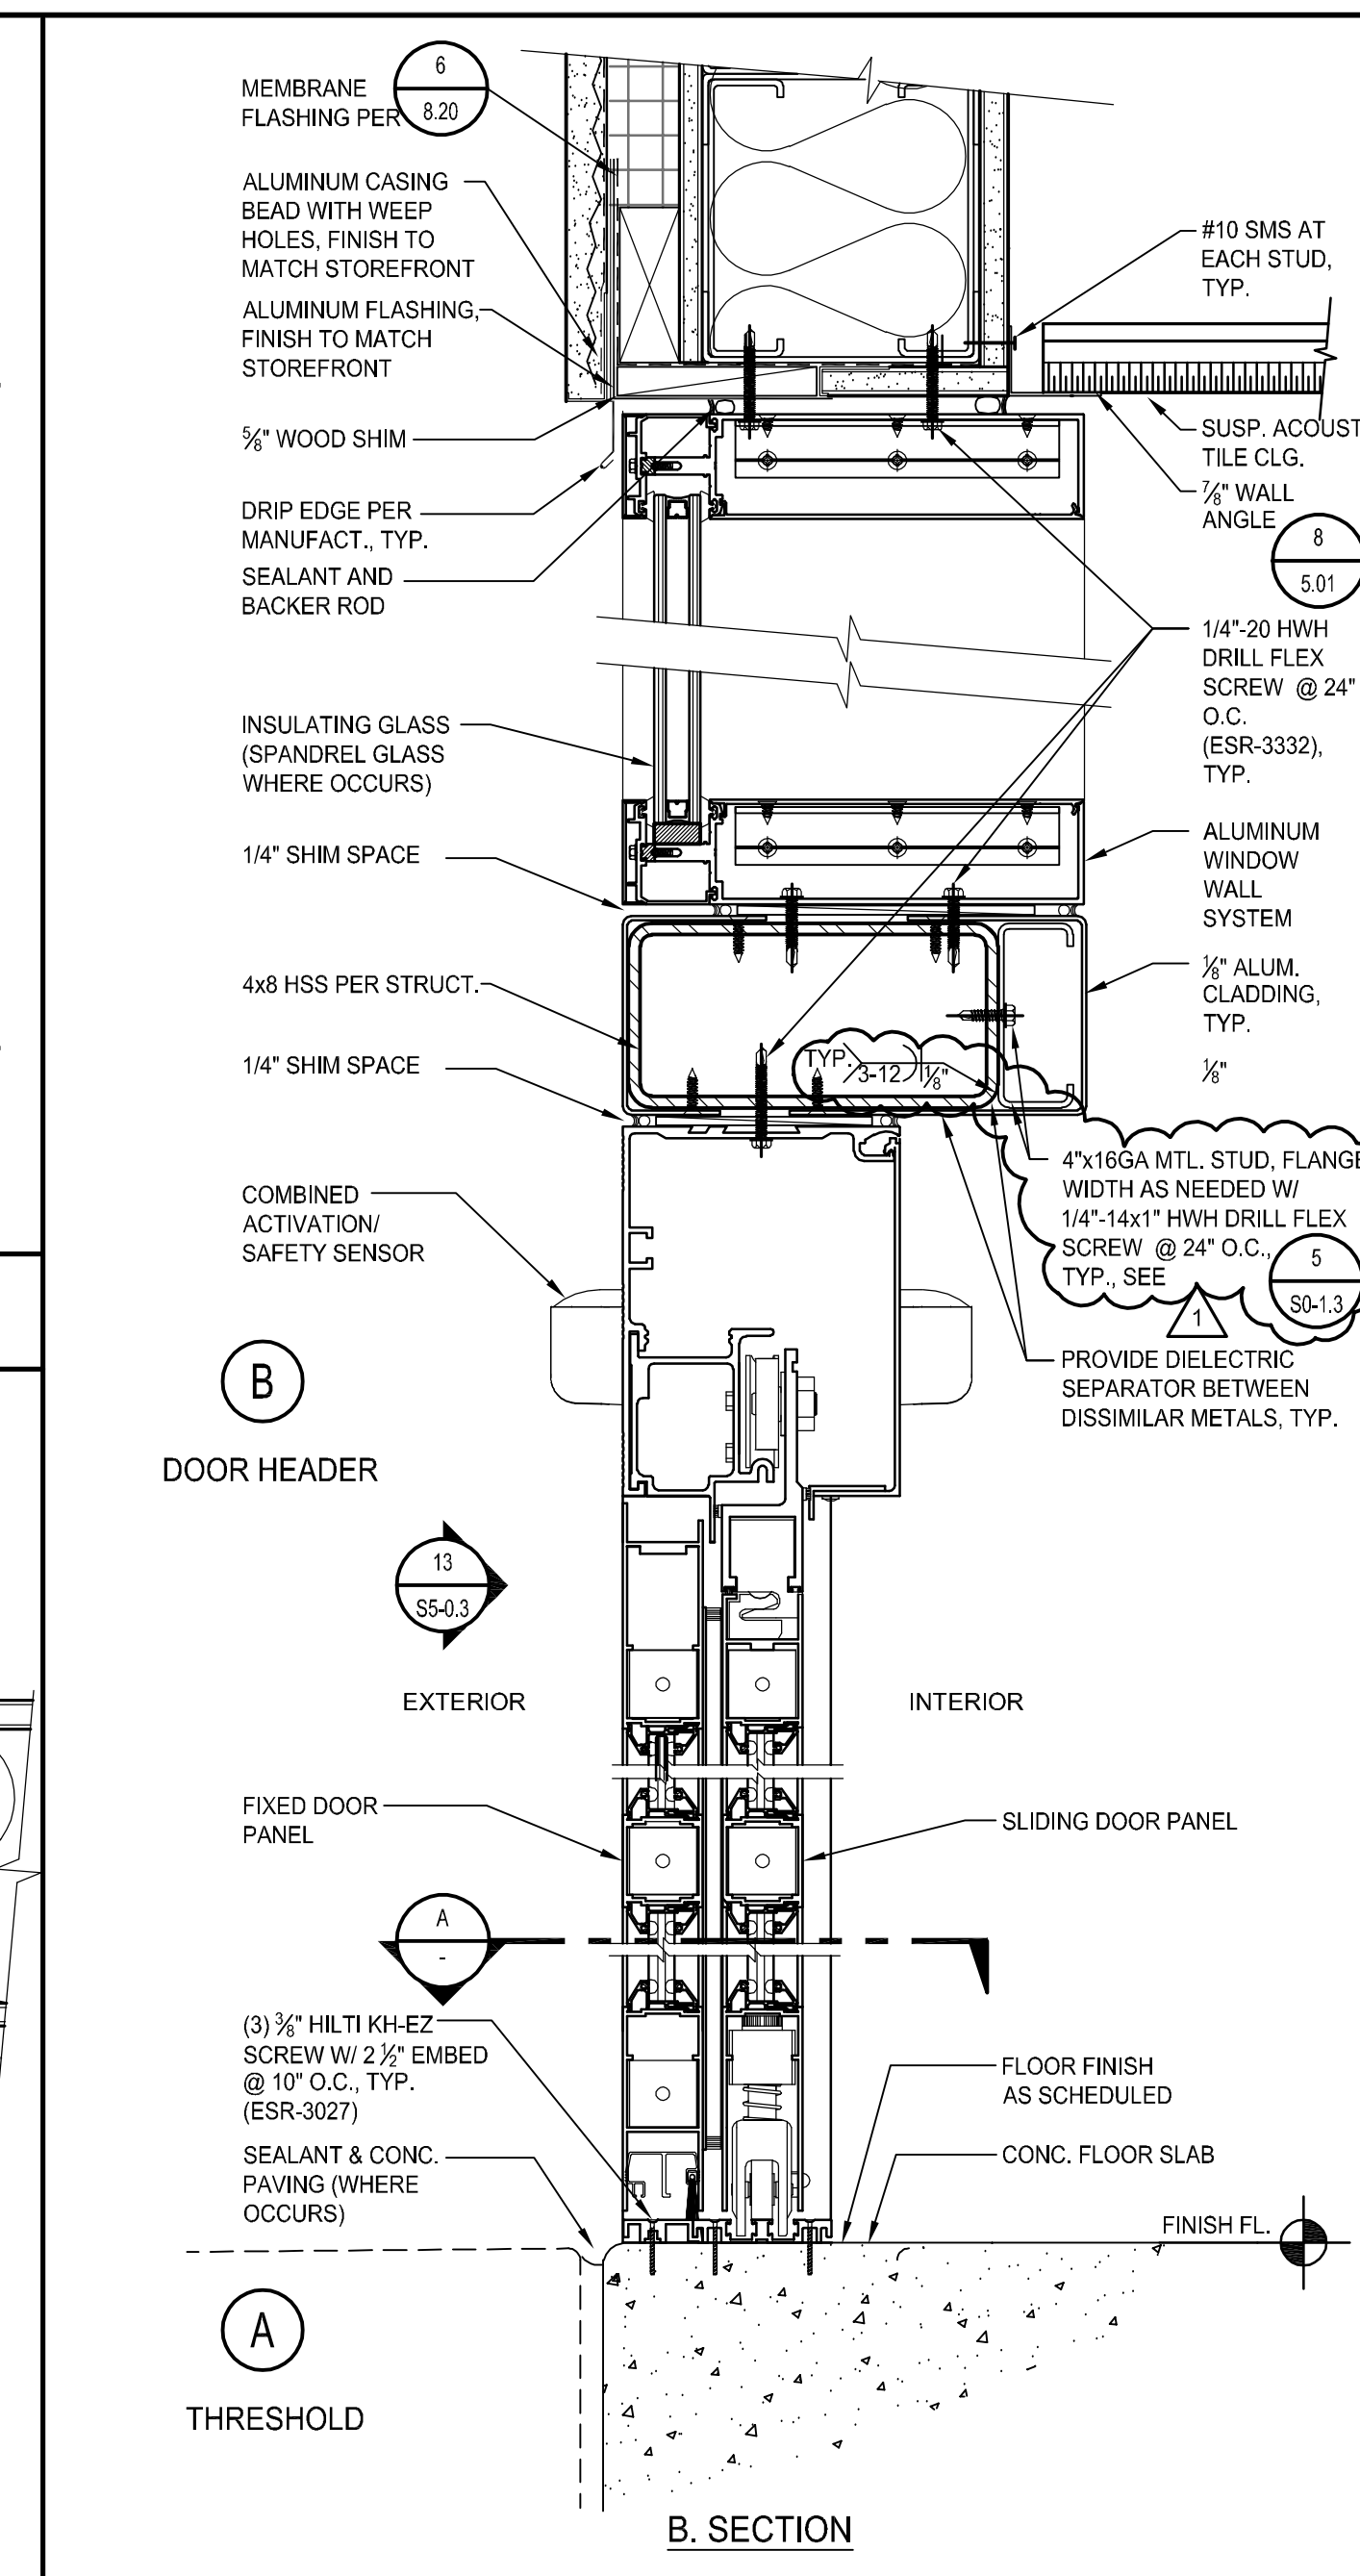 MEMBRANE
FLASHING PER
6
8.20
ALUMINUM CASING
BEAD WITH WEEP
HOLES, FINISH TO
MATCH STOREFRONT
ALUMINUM FLASHING,
FINISH TO MATCH
STOREFRONT
⅝" WOOD SHIM
DRIP EDGE PER
MANUFACT., TYP.
SEALANT AND
BACKER ROD
INSULATING GLASS
(SPANDREL GLASS
WHERE OCCURS)
1/4" SHIM SPACE
4x8 HSS PER STRUCT.
1/4" SHIM SPACE
COMBINED
ACTIVATION/
SAFETY SENSOR
#10 SMS AT
EACH STUD,
TYP.
SUSP. ACOUST
TILE CLG.
⅞" WALL
ANGLE
8
5.01
1/4"-20 HWH
DRILL FLEX
SCREW @ 24"
O.C.
(ESR-3332),
TYP.
ALUMINUM
WINDOW
WALL
SYSTEM
⅛" ALUM.
CLADDING,
TYP.
⅛"
TYP.
3-12
⅛"
4"x16GA MTL. STUD, FLANGE
WIDTH AS NEEDED W/
1/4"-14x1" HWH DRILL FLEX
SCREW @ 24" O.C.,
TYP., SEE
5
S0-1.3
1
PROVIDE DIELECTRIC
SEPARATOR BETWEEN
DISSIMILAR METALS, TYP.
B
DOOR HEADER
13
S5-0.3
EXTERIOR
INTERIOR
FIXED DOOR
PANEL
SLIDING DOOR PANEL
A
-
(3) ⅜" HILTI KH-EZ
SCREW W/ 2 ½" EMBED
@ 10" O.C., TYP.
(ESR-3027)
SEALANT & CONC.
PAVING (WHERE
OCCURS)
FLOOR FINISH
AS SCHEDULED
CONC. FLOOR SLAB
FINISH FL.
A
THRESHOLD
B. SECTION